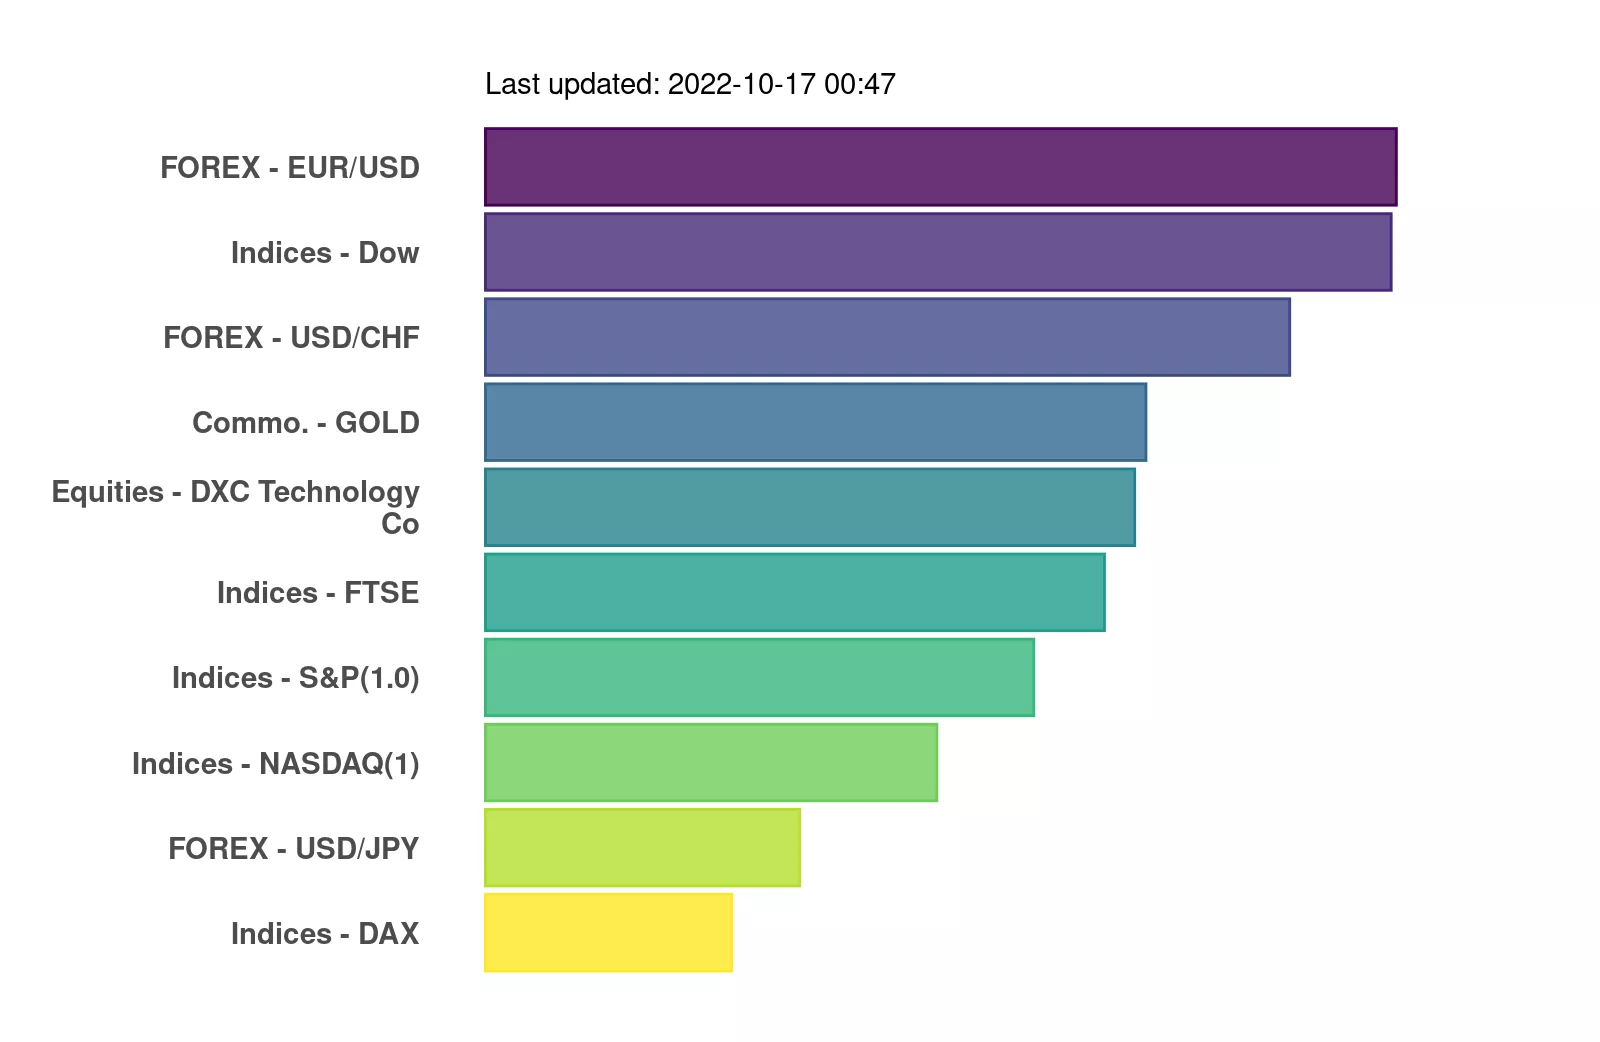 Last updated: 2022-10-17 00:47
FOREX - EUR/USD
Indices - Dow
FOREX - USD/CHF
Commo. - GOLD
Equities - DXC Technology
Co
Indices - FTSE
Indices - S&P(1.0)
Indices - NASDAQ(1)
FOREX - USD/JPY
Indices - DAX